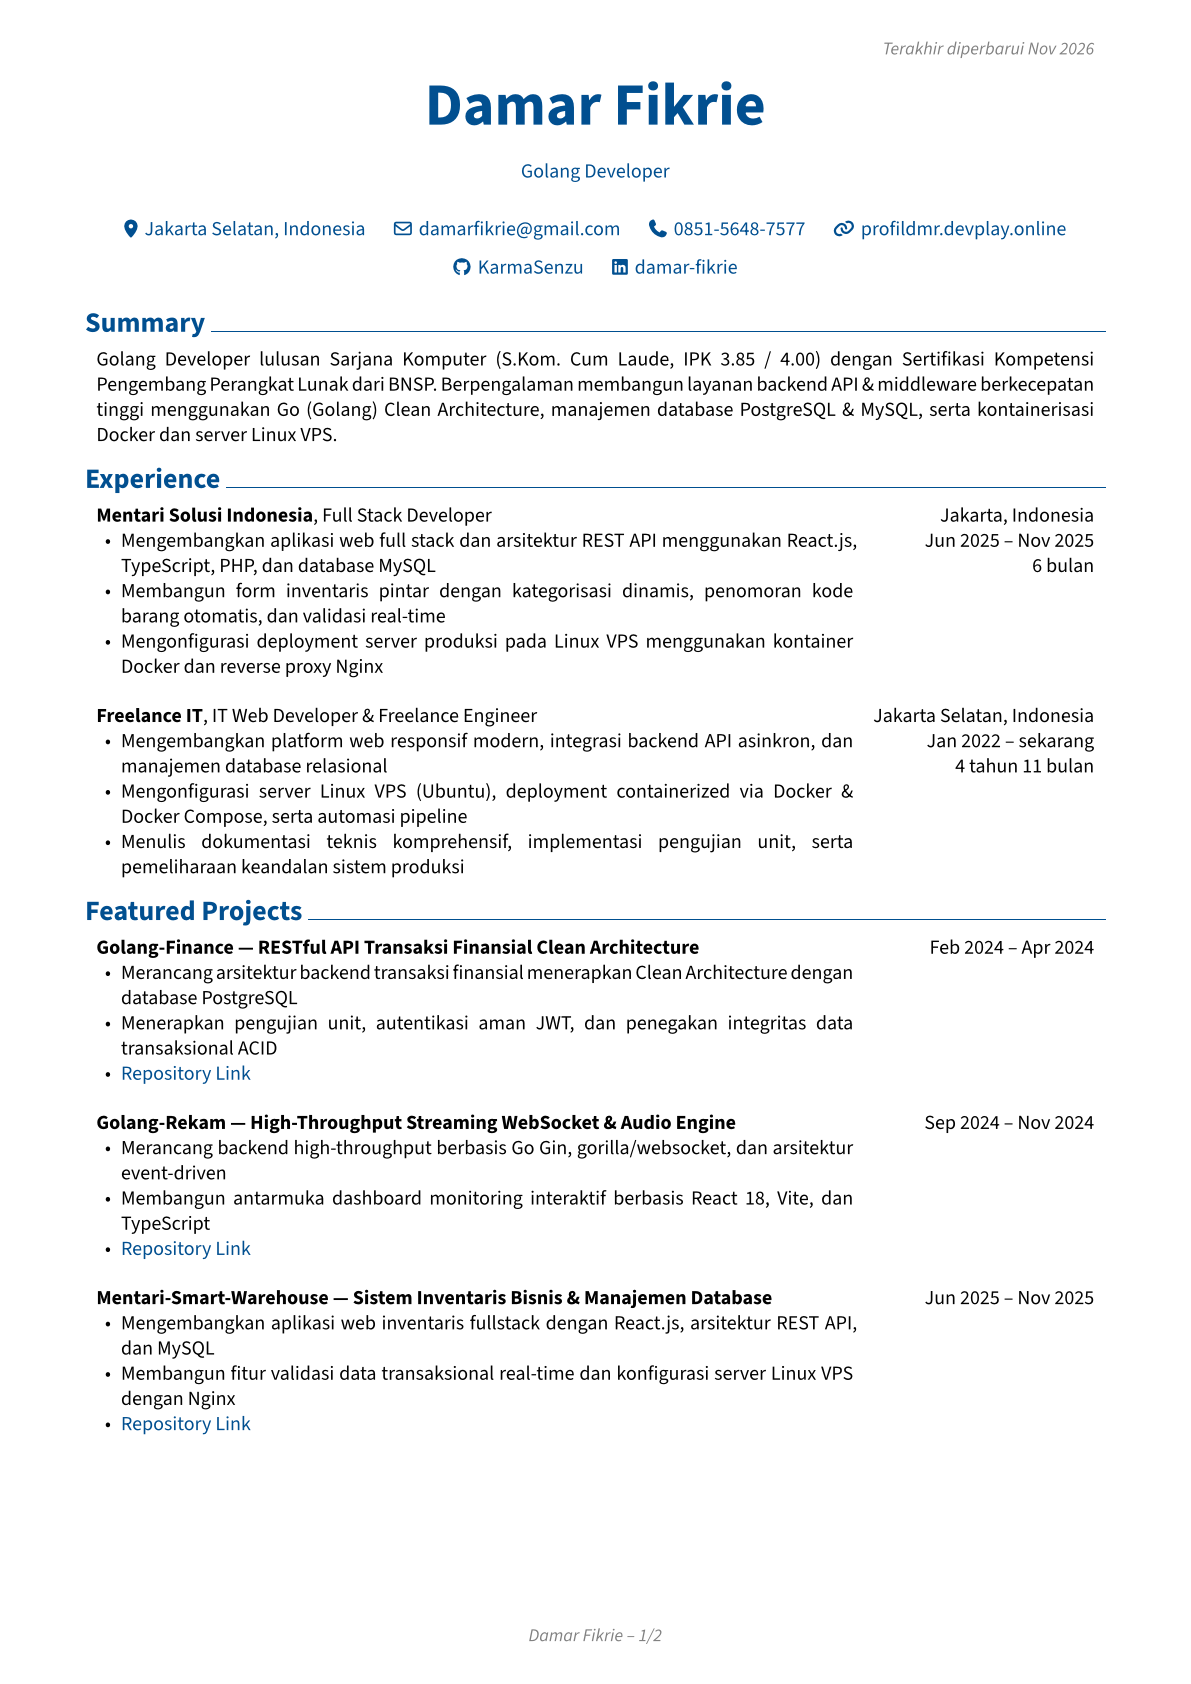 Terakhir diperbarui Nov 2026
Damar Fikrie
Golang Developer
Jakarta Selatan, Indonesia damarfikrie@gmail.com 0851-5648-7577 profildmr.devplay.online
KarmaSenzu damar-fikrie
Summary
Golang Developer lulusan Sarjana Komputer (S.Kom. Cum Laude, IPK 3.85 / 4.00) dengan Sertifikasi Kompetensi
Pengembang Perangkat Lunak dari BNSP. Berpengalaman membangun layanan backend API & middleware berkecepatan
tinggi menggunakan Go (Golang) Clean Architecture, manajemen database PostgreSQL & MySQL, serta kontainerisasi
Docker dan server Linux VPS.
Experience
Mentari Solusi Indonesia, Full Stack Developer Jakarta, Indonesia
• Mengembangkan aplikasi web full stack dan arsitektur REST API menggunakan React.js, Jun 2025 – Nov 2025
TypeScript, PHP, dan database MySQL 6 bulan
• Membangun form inventaris pintar dengan kategorisasi dinamis, penomoran kode
barang otomatis, dan validasi real-time
• Mengonfigurasi deployment server produksi pada Linux VPS menggunakan kontainer
Docker dan reverse proxy Nginx
Freelance IT, IT Web Developer & Freelance Engineer Jakarta Selatan, Indonesia
• Mengembangkan platform web responsif modern, integrasi backend API asinkron, dan Jan 2022 – sekarang
manajemen database relasional 4 tahun 11 bulan
• Mengonfigurasi server Linux VPS (Ubuntu), deployment containerized via Docker &
Docker Compose, serta automasi pipeline
• Menulis dokumentasi teknis komprehensif, implementasi pengujian unit, serta
pemeliharaan keandalan sistem produksi
Featured Projects
Golang-Finance — RESTful API Transaksi Finansial Clean Architecture Feb 2024 – Apr 2024
• Merancang arsitektur backend transaksi finansial menerapkan Clean Architecture dengan
database PostgreSQL
• Menerapkan pengujian unit, autentikasi aman JWT, dan penegakan integritas data
transaksional ACID
• Repository Link
Golang-Rekam — High-Throughput Streaming WebSocket & Audio Engine Sep 2024 – Nov 2024
• Merancang backend high-throughput berbasis Go Gin, gorilla/websocket, dan arsitektur
event-driven
• Membangun antarmuka dashboard monitoring interaktif berbasis React 18, Vite, dan
TypeScript
• Repository Link
Mentari-Smart-Warehouse — Sistem Inventaris Bisnis & Manajemen Database Jun 2025 – Nov 2025
• Mengembangkan aplikasi web inventaris fullstack dengan React.js, arsitektur REST API,
dan MySQL
• Membangun fitur validasi data transaksional real-time dan konfigurasi server Linux VPS
dengan Nginx
• Repository Link
Damar Fikrie – 1/2